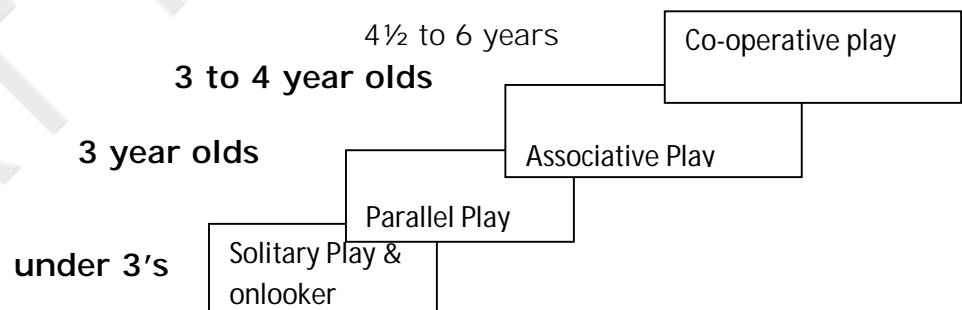 4½ to 6 years
Co-operative play
3 to 4 year olds
3 year olds
Associative Play
Parallel Play
under 3's
Solitary Play &
onlooker